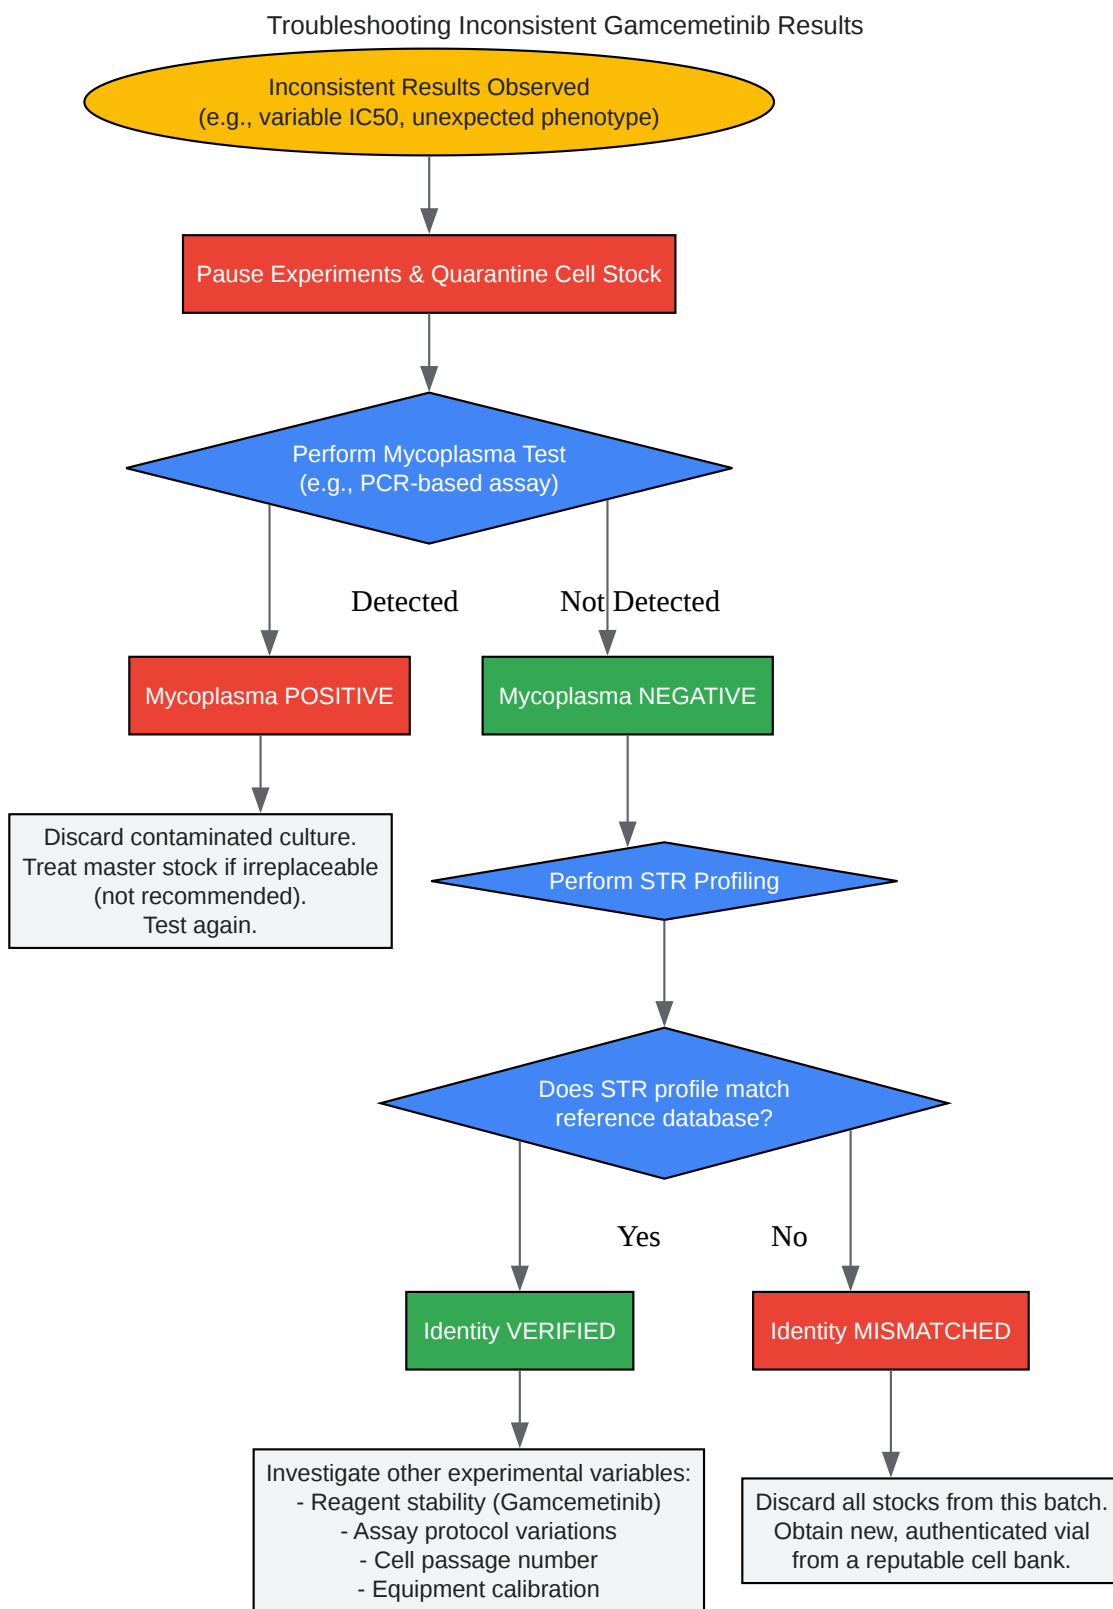 Troubleshooting Inconsistent Gamcemetinib Results
Inconsistent Results Observed
(e.g., variable IC50, unexpected phenotype)
Pause Experiments & Quarantine Cell Stock
Perform Mycoplasma Test
(e.g., PCR-based assay)
Detected
Not Detected
Mycoplasma POSITIVE
Mycoplasma NEGATIVE
Discard contaminated culture.
Treat master stock if irreplaceable
(not recommended).
Test again.
Perform STR Profiling
Does STR profile match
reference database?
Yes
No
Identity VERIFIED
Identity MISMATCHED
Investigate other experimental variables:
- Reagent stability (Gamcemetinib)
- Assay protocol variations
- Cell passage number
- Equipment calibration
Discard all stocks from this batch.
Obtain new, authenticated vial
from a reputable cell bank.